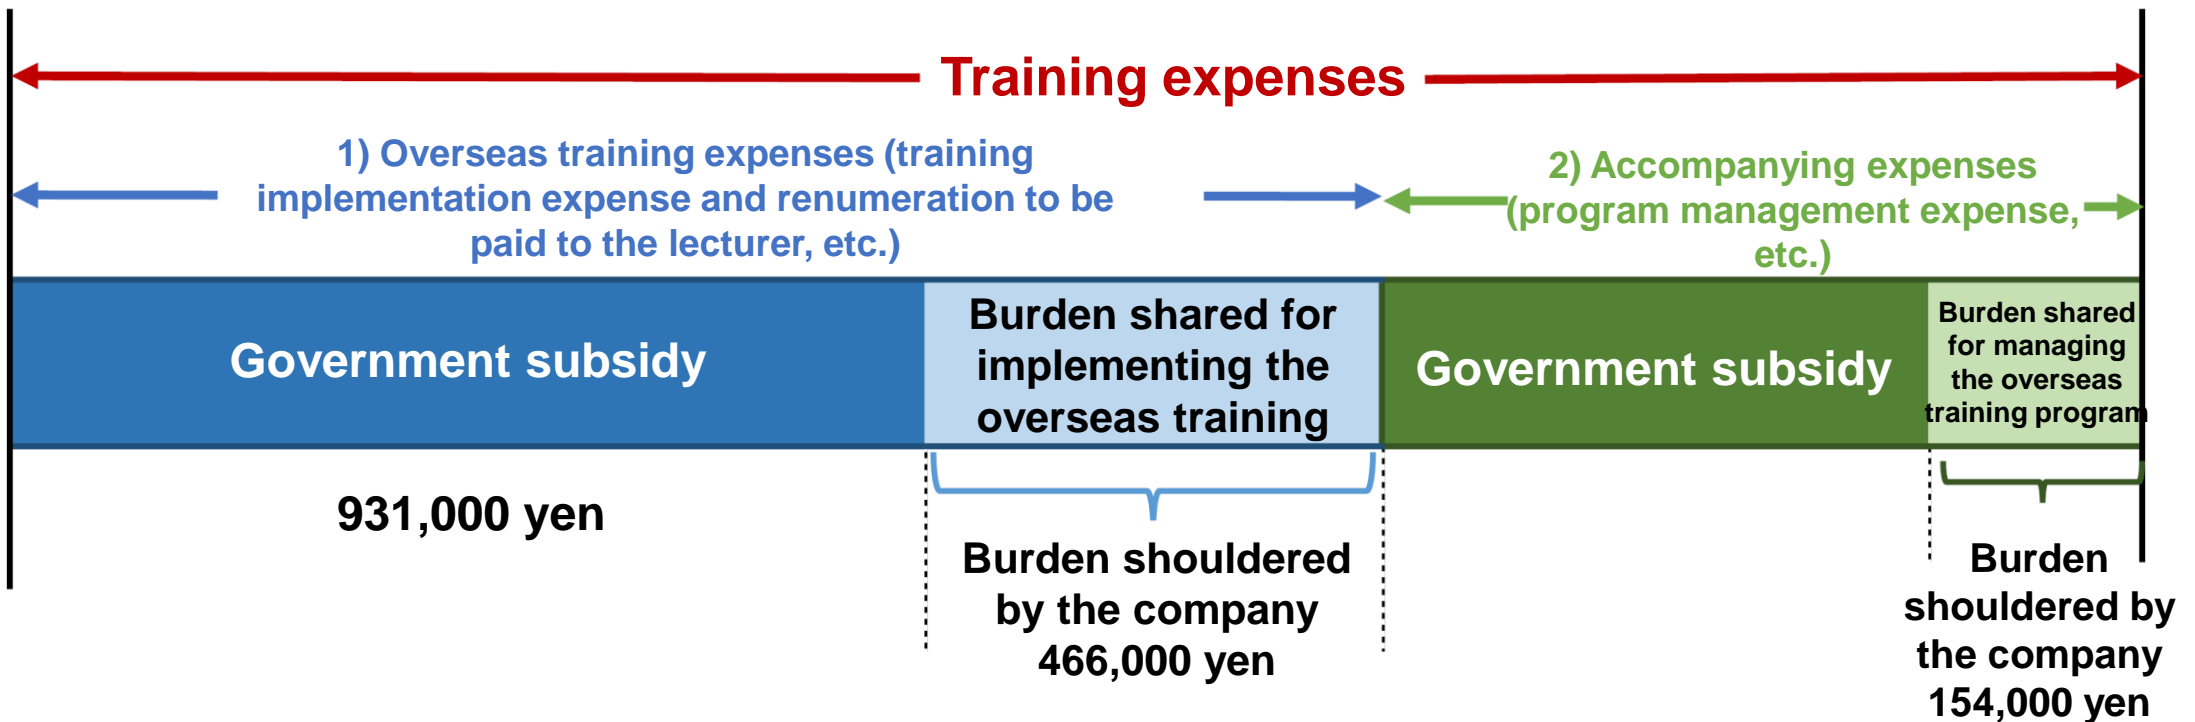 Training expenses
1) Overseas training expenses (training
implementation expense and renumeration to be
paid to the lecturer, etc.)
2) Accompanying expenses
(program management expense,
etc.)
Government subsidy
Burden shared for
implementing the
overseas training
Government subsidy
Burden shared
for managing
the overseas
training program
931,000 yen
Burden shouldered
by the company
466,000 yen
Burden
shouldered by
the company
154,000 yen